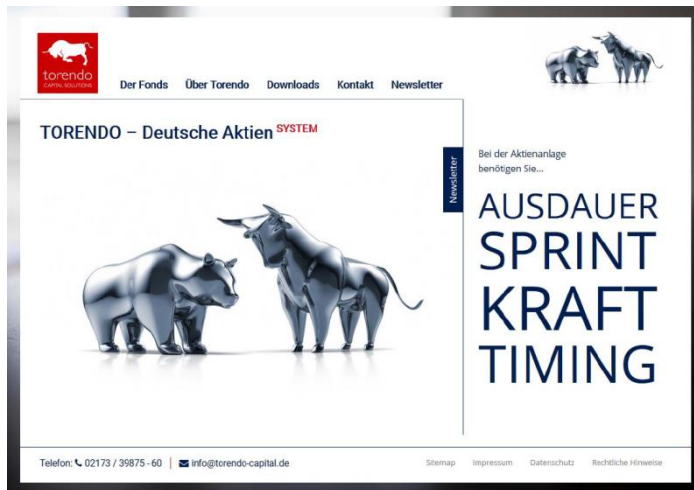 torendo
CAPITAL SOLUTIONS
Der Fonds Über Torendo Downloads Kontakt Newsletter
TORENDO – Deutsche Aktien SYSTEM
Newsletter
Bei der Aktienanlage
benötigen Sie...
AUSDAUER
SPRINT
KRAFT
TIMING
Telefon: 02173 / 39875 - 60 | info@torendo-capital.de
Sitemap Impressum Datenschutz Rechtliche Hinweise